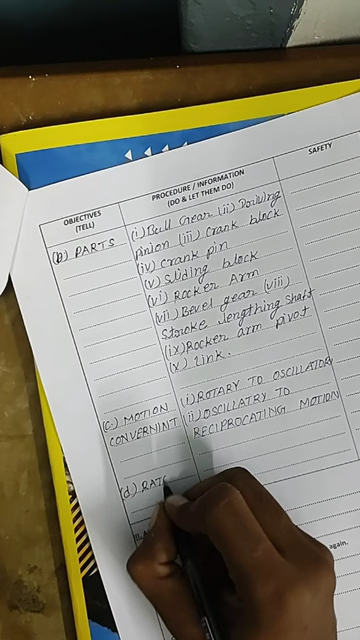 OBJECTIVES
(TELL)
PROCEDURE / INFORMATION
(DO & LET THEM DO)
SAFETY
(b) PARTS
(i) Bull Gear (ii) Driving
Pinion (iii) Crank block
(iv) Crank pin
(v) Sliding block
(vi) Rocker Arm
(vii) Bevel gear (viii)
Stroke lengthing Shaft
(ix) Rocker arm pivot
(x) Link.
(C.) MOTION
CONVERNINT
(i) ROTARY TO OSCILLATORY
(ii) OSCILLATRY TO
RECIPROCATING MOTION
(d) RAT
again.